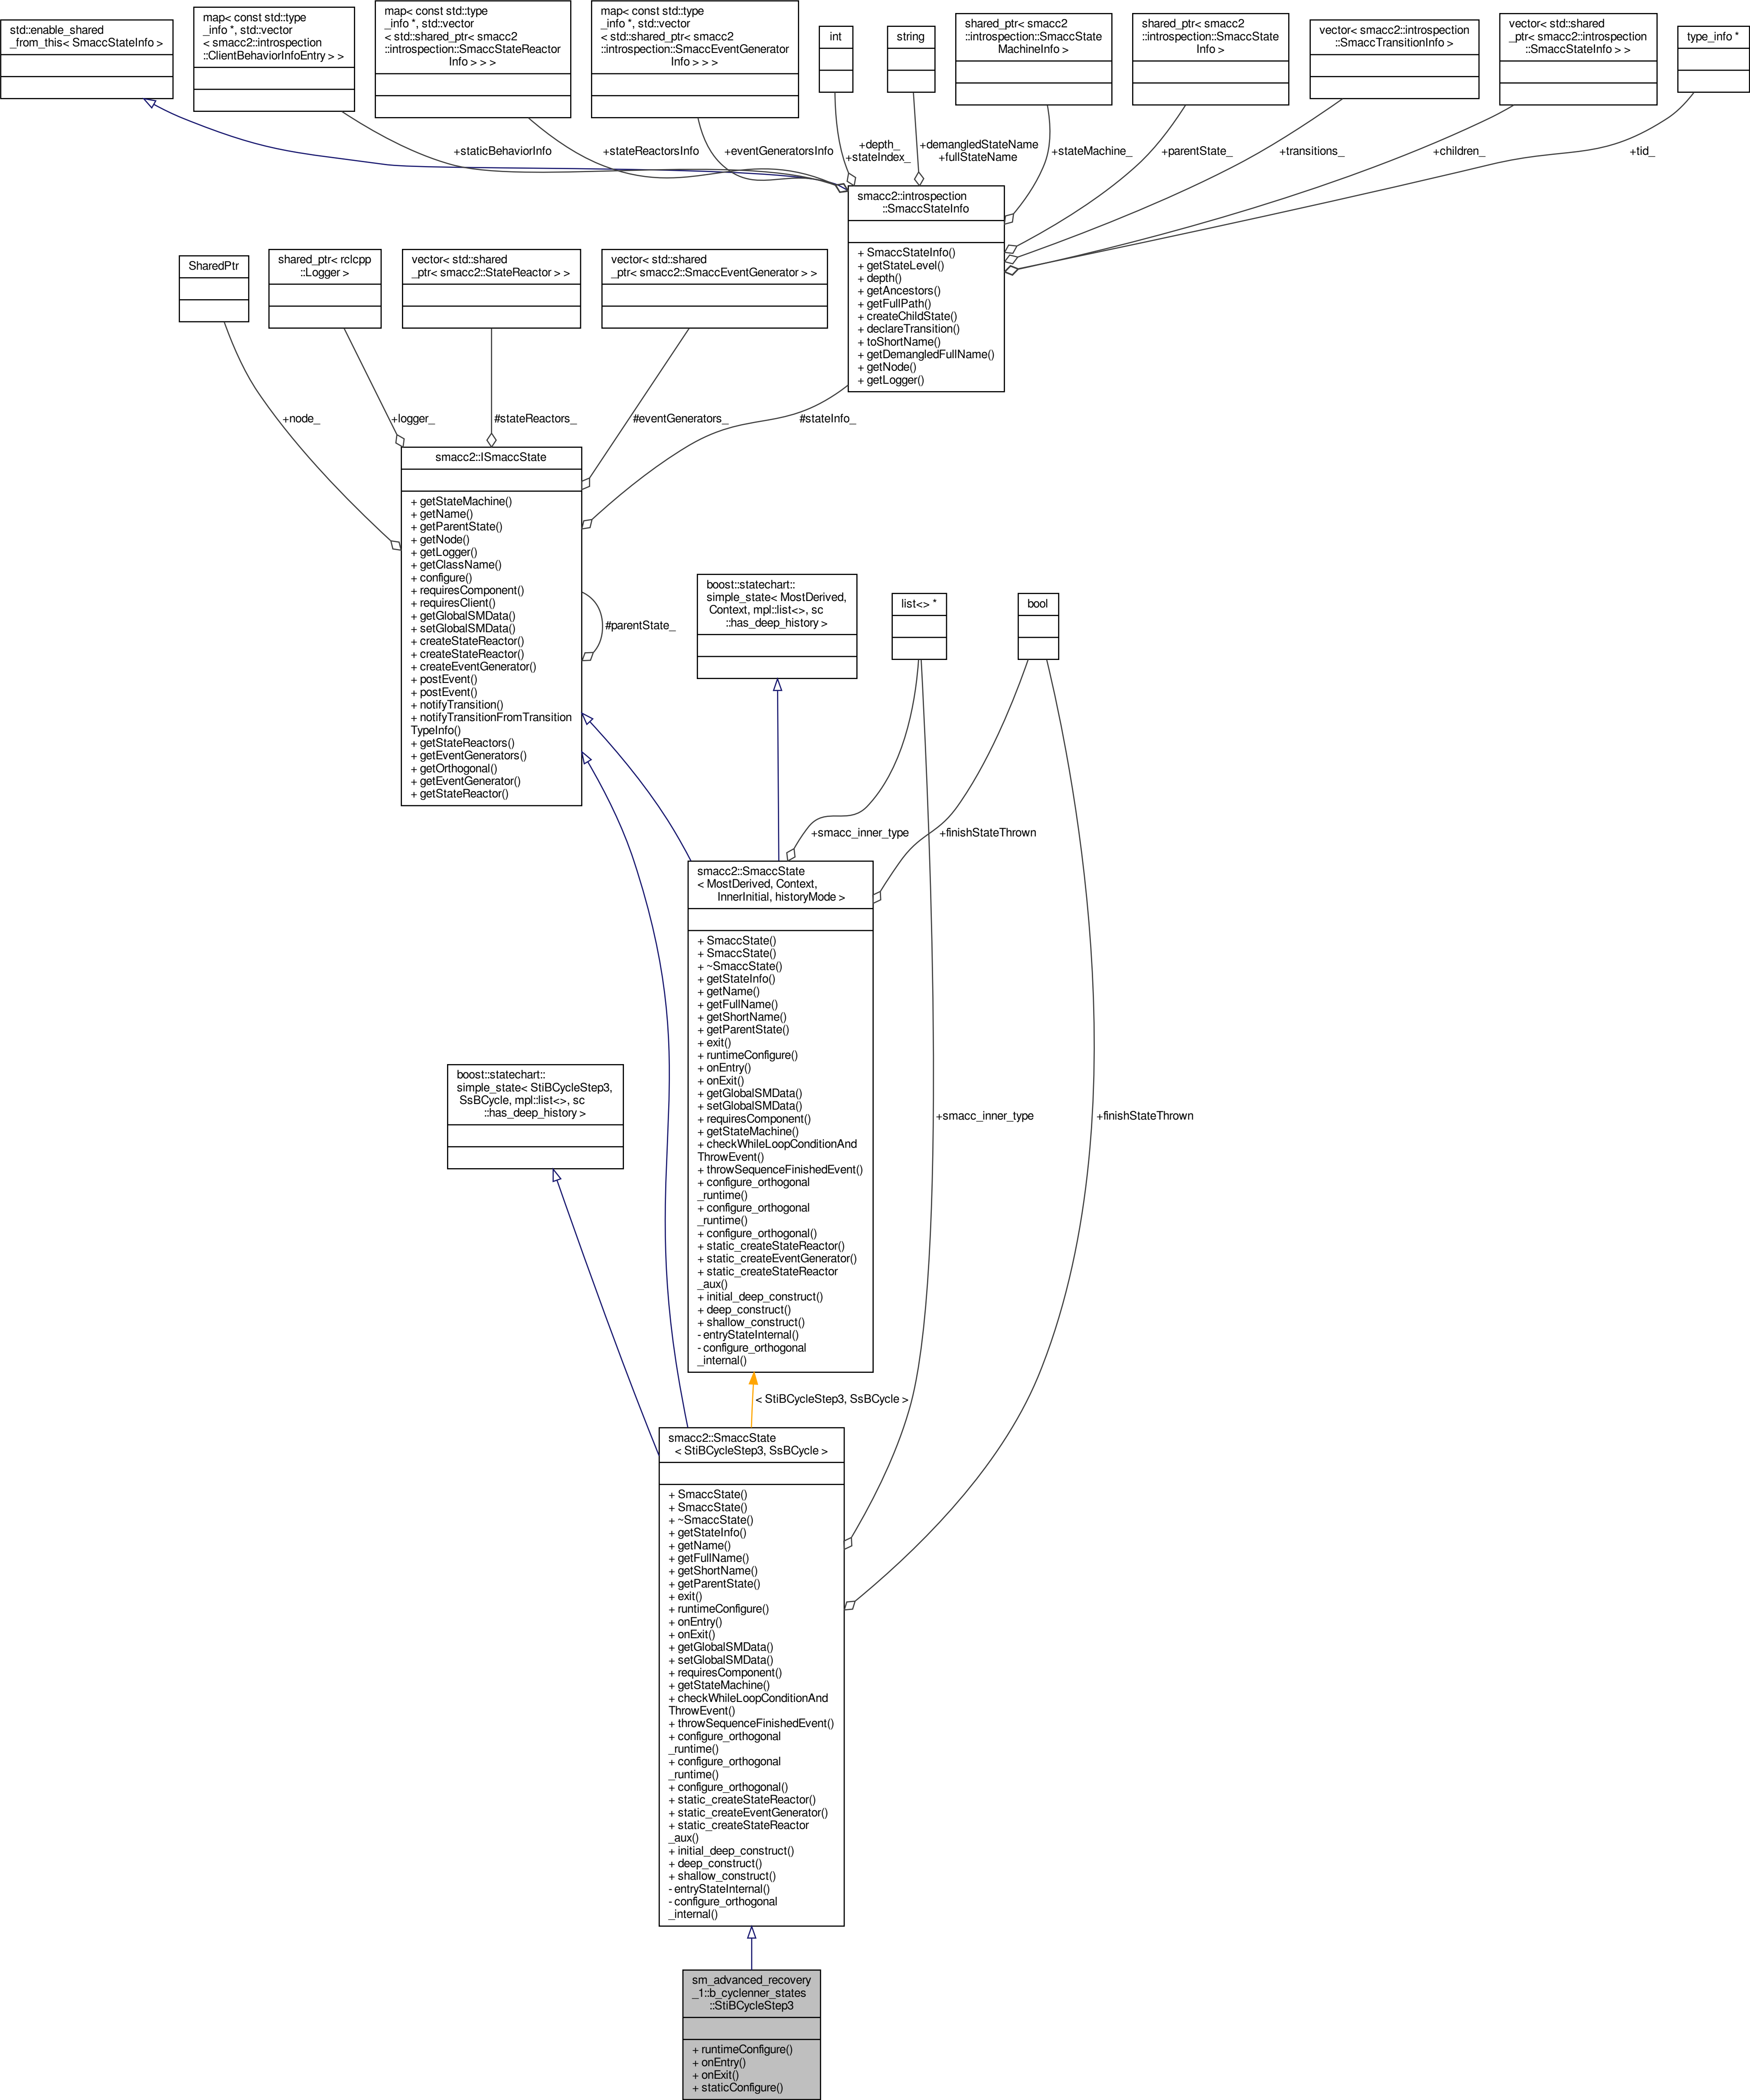 std::enable_shared
_from_this< SmaccStateInfo >
map< const std::type
_info *, std::vector
< smacc2::introspection
::ClientBehaviorInfoEntry > >
map< const std::type
_info *, std::vector
< std::shared_ptr< smacc2
::introspection::SmaccStateReactor
Info > > >
map< const std::type
_info *, std::vector
< std::shared_ptr< smacc2
::introspection::SmaccEventGenerator
Info > > >
int
string
shared_ptr< smacc2
::introspection::SmaccState
MachineInfo >
shared_ptr< smacc2
::introspection::SmaccState
Info >
vector< smacc2::introspection
::SmaccTransitionInfo >
vector< std::shared
_ptr< smacc2::introspection
::SmaccStateInfo > >
type_info *
+staticBehaviorInfo
+stateReactorsInfo
+eventGeneratorsInfo
+depth_
+stateIndex_
+demangledStateName
+fullStateName
+stateMachine_
+parentState_
+transitions_
+children_
+tid_
smacc2::introspection
::SmaccStateInfo
+ SmaccStateInfo()
+ getStateLevel()
+ depth()
+ getAncestors()
+ getFullPath()
+ createChildState()
+ declareTransition()
+ toShortName()
+ getDemangledFullName()
+ getNode()
+ getLogger()
SharedPtr
shared_ptr< rclcpp
::Logger >
vector< std::shared
_ptr< smacc2::StateReactor > >
vector< std::shared
_ptr< smacc2::SmaccEventGenerator > >
+node_
+logger_
#stateReactors_
#eventGenerators_
#stateInfo_
smacc2::ISmaccState
+ getStateMachine()
+ getName()
+ getParentState()
+ getNode()
+ getLogger()
+ getClassName()
+ configure()
+ requiresComponent()
+ requiresClient()
+ getGlobalSMData()
+ setGlobalSMData()
+ createStateReactor()
+ createStateReactor()
+ createEventGenerator()
+ postEvent()
+ postEvent()
+ notifyTransition()
+ notifyTransitionFromTransition
TypeInfo()
+ getStateReactors()
+ getEventGenerators()
+ getOrthogonal()
+ getEventGenerator()
+ getStateReactor()
#parentState_
boost::statechart::
simple_state< MostDerived,
Context, mpl::list<>, sc
::has_deep_history >
list<> *
bool
+smacc_inner_type
+finishStateThrown
smacc2::SmaccState
< MostDerived, Context,
InnerInitial, historyMode >
+ SmaccState()
+ SmaccState()
+ ~SmaccState()
+ getStateInfo()
+ getName()
+ getFullName()
+ getShortName()
+ getParentState()
+ exit()
+ runtimeConfigure()
+ onEntry()
+ onExit()
+ getGlobalSMData()
+ setGlobalSMData()
+ requiresComponent()
+ getStateMachine()
+ checkWhileLoopConditionAnd
ThrowEvent()
+ throwSequenceFinishedEvent()
+ configure_orthogonal
_runtime()
+ configure_orthogonal
_runtime()
+ configure_orthogonal()
+ static_createStateReactor()
+ static_createEventGenerator()
+ static_createStateReactor
_aux()
+ initial_deep_construct()
+ deep_construct()
+ shallow_construct()
- entryStateInternal()
- configure_orthogonal
_internal()
boost::statechart::
simple_state< StiBCycleStep3,
SsBCycle, mpl::list<>, sc
::has_deep_history >
+smacc_inner_type
+finishStateThrown
< StiBCycleStep3, SsBCycle >
smacc2::SmaccState
< StiBCycleStep3, SsBCycle >
+ SmaccState()
+ SmaccState()
+ ~SmaccState()
+ getStateInfo()
+ getName()
+ getFullName()
+ getShortName()
+ getParentState()
+ exit()
+ runtimeConfigure()
+ onEntry()
+ onExit()
+ getGlobalSMData()
+ setGlobalSMData()
+ requiresComponent()
+ getStateMachine()
+ checkWhileLoopConditionAnd
ThrowEvent()
+ throwSequenceFinishedEvent()
+ configure_orthogonal
_runtime()
+ configure_orthogonal
_runtime()
+ configure_orthogonal()
+ static_createStateReactor()
+ static_createEventGenerator()
+ static_createStateReactor
_aux()
+ initial_deep_construct()
+ deep_construct()
+ shallow_construct()
- entryStateInternal()
- configure_orthogonal
_internal()
sm_advanced_recovery
_1::b_cyclenner_states
::StiBCycleStep3
+ runtimeConfigure()
+ onEntry()
+ onExit()
+ staticConfigure()